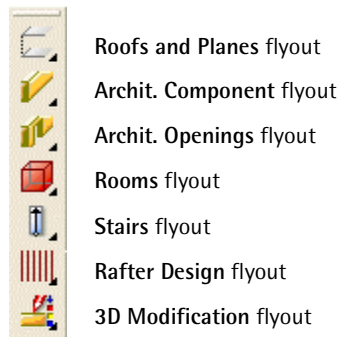 Roofs and Planes flyout
Archit. Component flyout
Archit. Openings flyout
Rooms flyout
Stairs flyout
Rafter Design flyout
3D Modification flyout